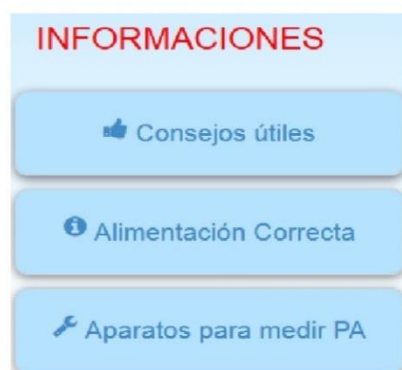 INFORMACIONES
Consejos útiles
Alimentación Correcta
Aparatos para medir PA